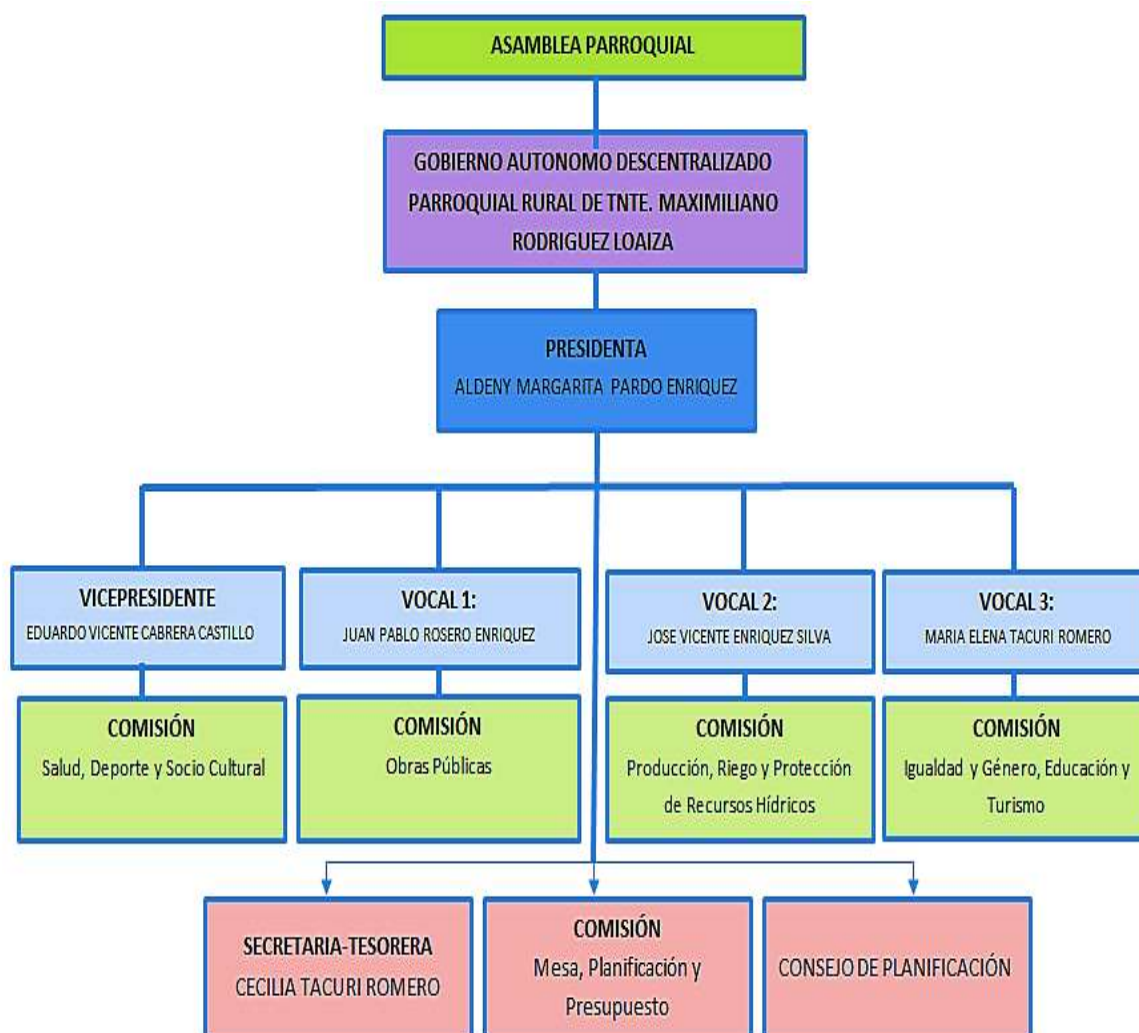 ASAMBLEA PARROQUIAL
GOBIERNO AUTONOMO DESCENTRALIZADO
PARROQUIAL RURAL DE TNTE. MAXIMILIANO
RODRIGUEZ LOAIZA
PRESIDENTA
ALDENY MARGARITA PARDO ENRIQUEZ
VICEPRESIDENTE
EDUARDO VICENTE CABRERA CASTILLO
VOCAL 1:
JUAN PABLO ROSERO ENRIQUEZ
VOCAL 2:
JOSE VICENTE ENRIQUEZ SILVA
VOCAL 3:
MARIA ELENA TACURI ROMERO
COMISIÓN
Salud, Deporte y Socio Cultural
COMISIÓN
Obras Públicas
COMISIÓN
Producción, Riego y Protección
de Recursos Hídricos
COMISIÓN
Igualdad y Género, Educación y
Turismo
SECRETARIA-TESORERA
CECILIA TACURI ROMERO
COMISIÓN
Mesa, Planificación y
Presupuesto
CONSEJO DE PLANIFICACIÓN